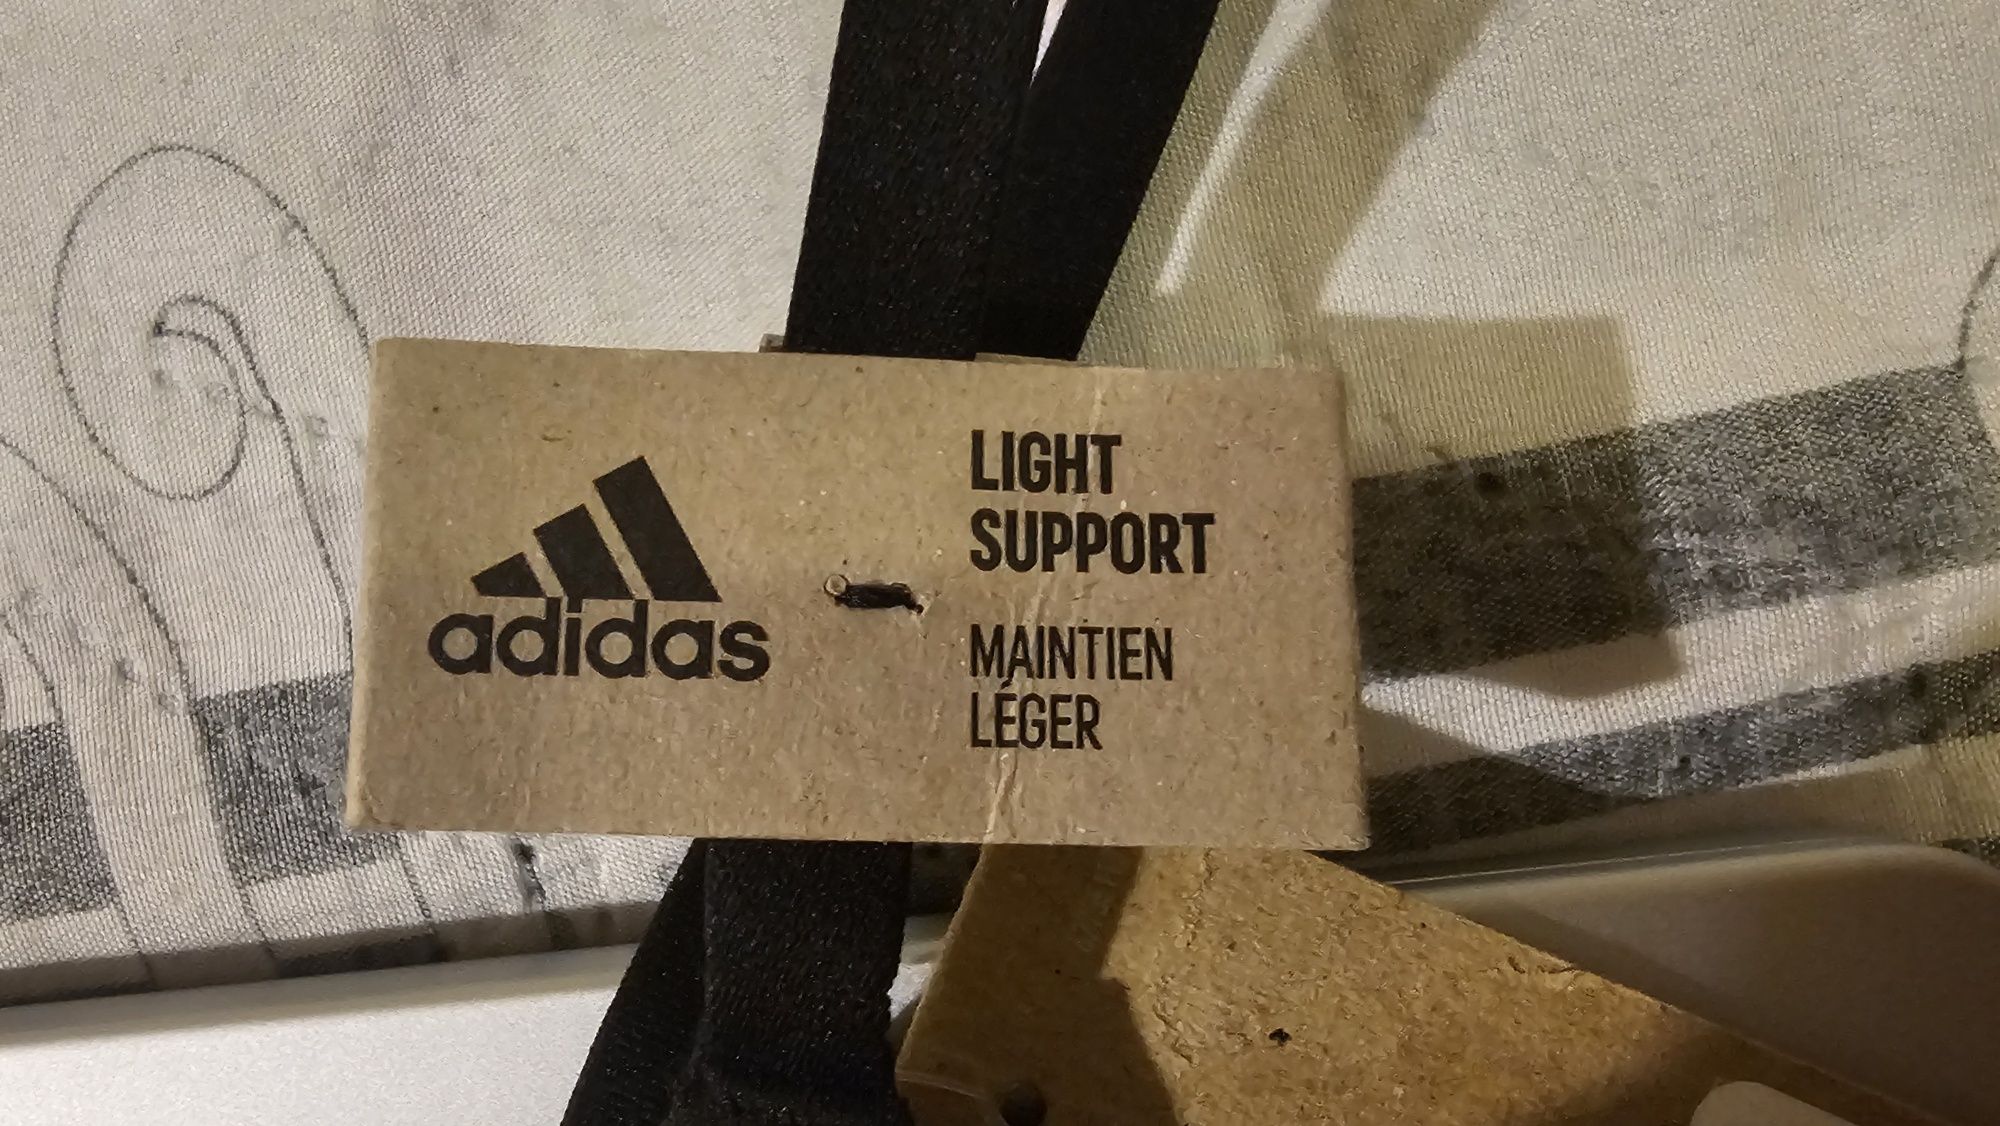 adidas
LIGHT
SUPPORT
MAINTIEN
LÉGER